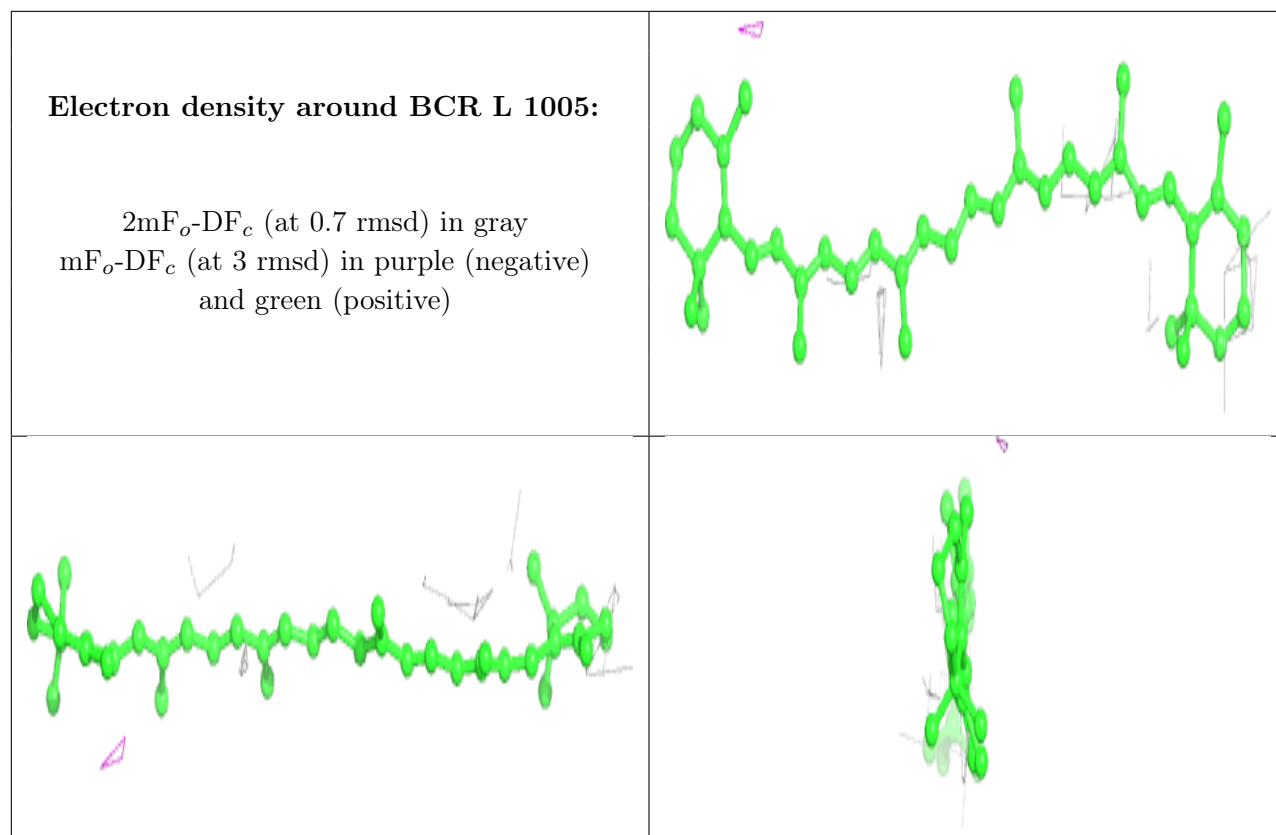 Electron density around BCR L 1005:
2mFo-DFc (at 0.7 rmsd) in gray
mFo-DFc (at 3 rmsd) in purple (negative)
and green (positive)